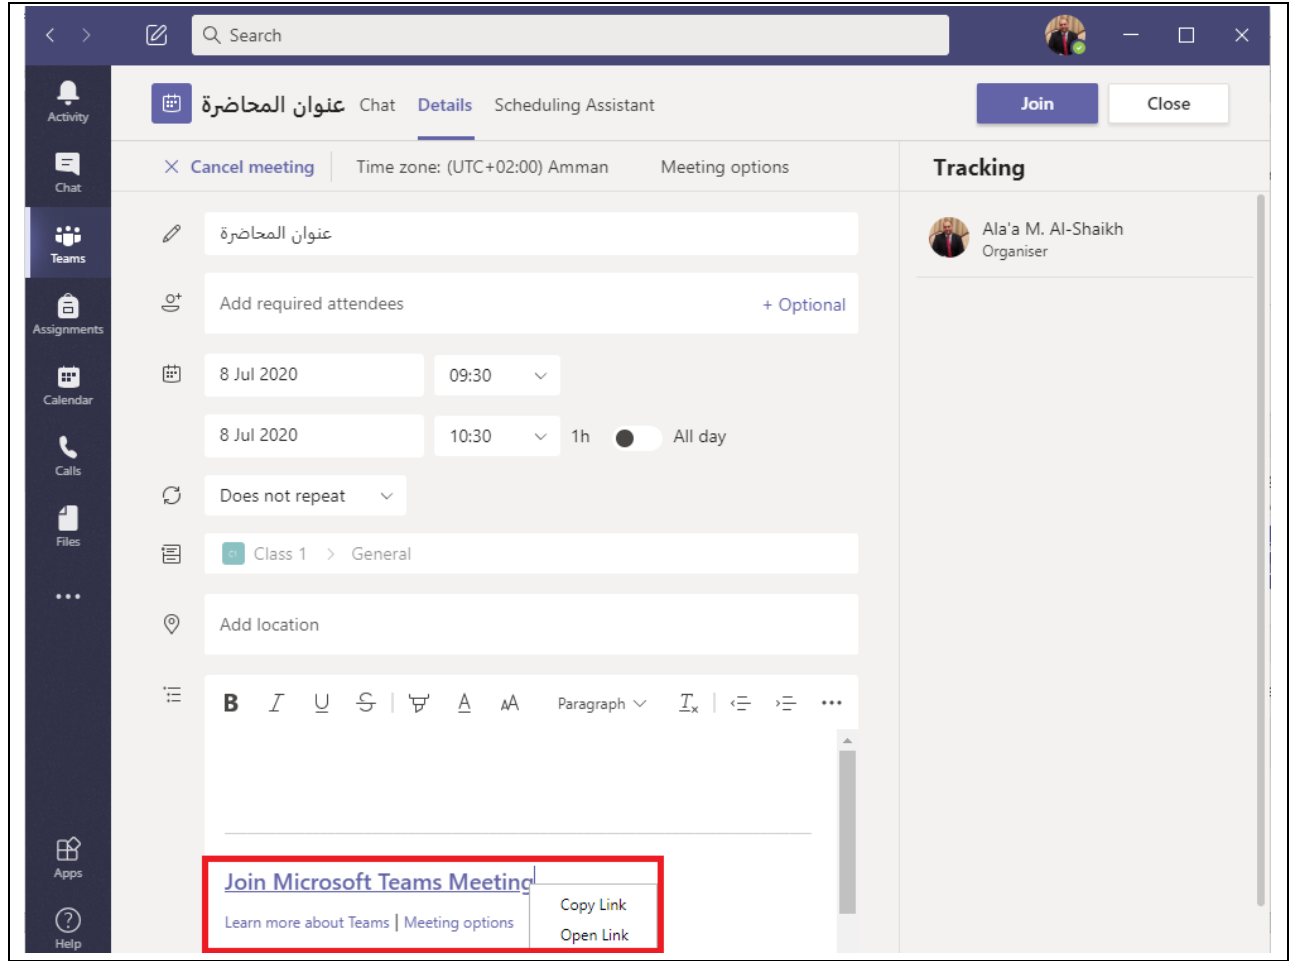 Search
Activity
Chat
Teams
Assignments
Calendar
Calls
Files
Apps
Help
عنوان المحاضرة Chat Details Scheduling Assistant
Join Close
Cancel meeting Time zone: (UTC+02:00) Amman Meeting options
عنوان المحاضرة
Add required attendees + Optional
8 Jul 2020 09:30
8 Jul 2020 10:30 1h All day
Does not repeat
Class 1 > General
Add location
B I U S A AA Paragraph Tx
Join Microsoft Teams Meeting
Learn more about Teams | Meeting options
Copy Link
Open Link
Tracking
Ala'a M. Al-Shaikh
Organiser